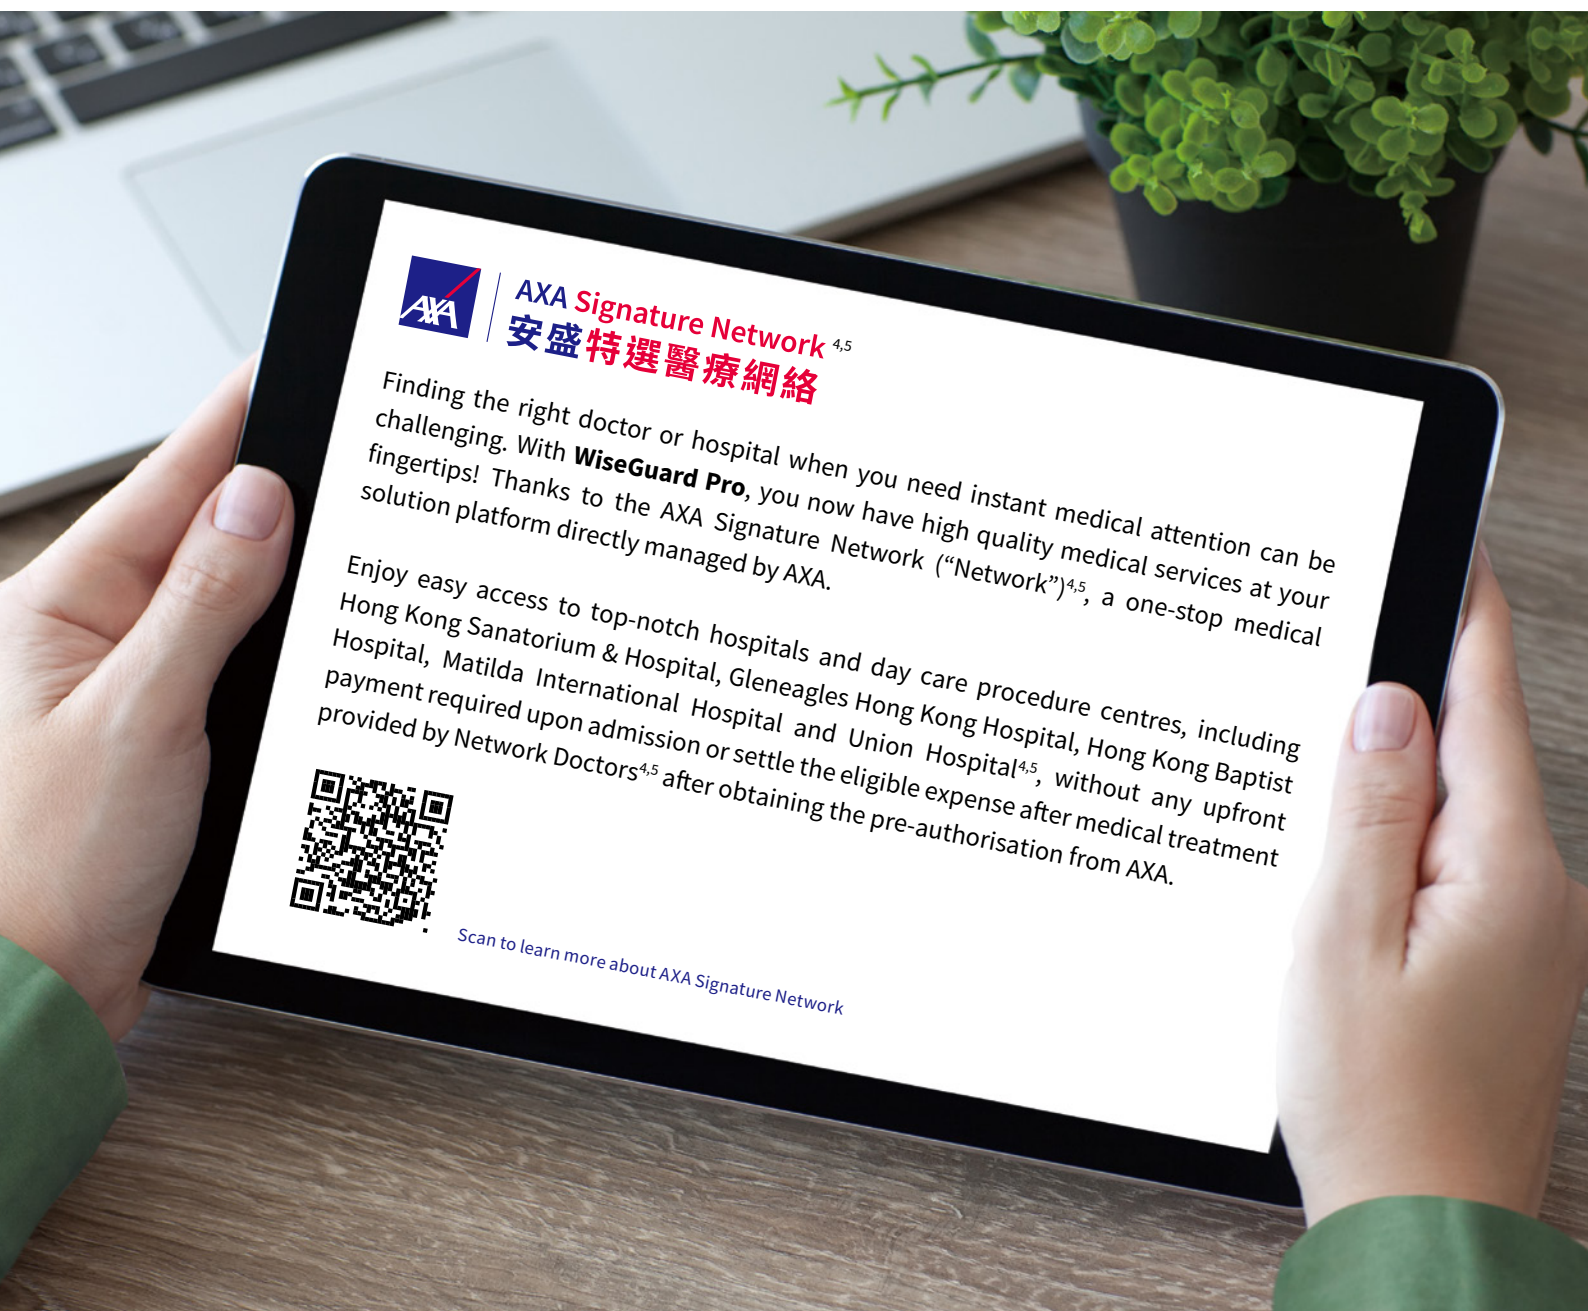 AXA
AXA Signature Network 4,5
安盛特選醫療網絡
Finding the right doctor or hospital when you need instant medical attention can be
challenging. With WiseGuard Pro, you now have high quality medical services at your
fingertips! Thanks to the AXA Signature Network (“Network”)4,5, a one-stop medical
solution platform directly managed by AXA.
Enjoy easy access to top-notch hospitals and day care procedure centres, including
Hong Kong Sanatorium & Hospital, Gleneagles Hong Kong Hospital, Hong Kong Baptist
Hospital, Matilda International Hospital and Union Hospital4,5, without any upfront
payment required upon admission or settle the eligible expense after medical treatment
provided by Network Doctors4,5 after obtaining the pre-authorisation from AXA.
Scan to learn more about AXA Signature Network